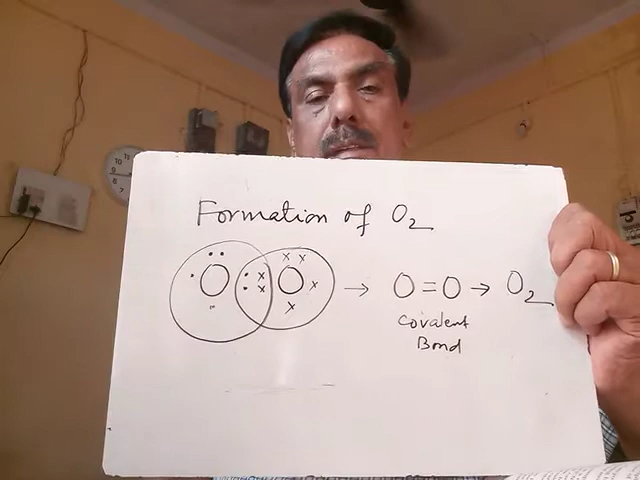 Formation of O2
O O → O=O → O2
Covalent
Bond